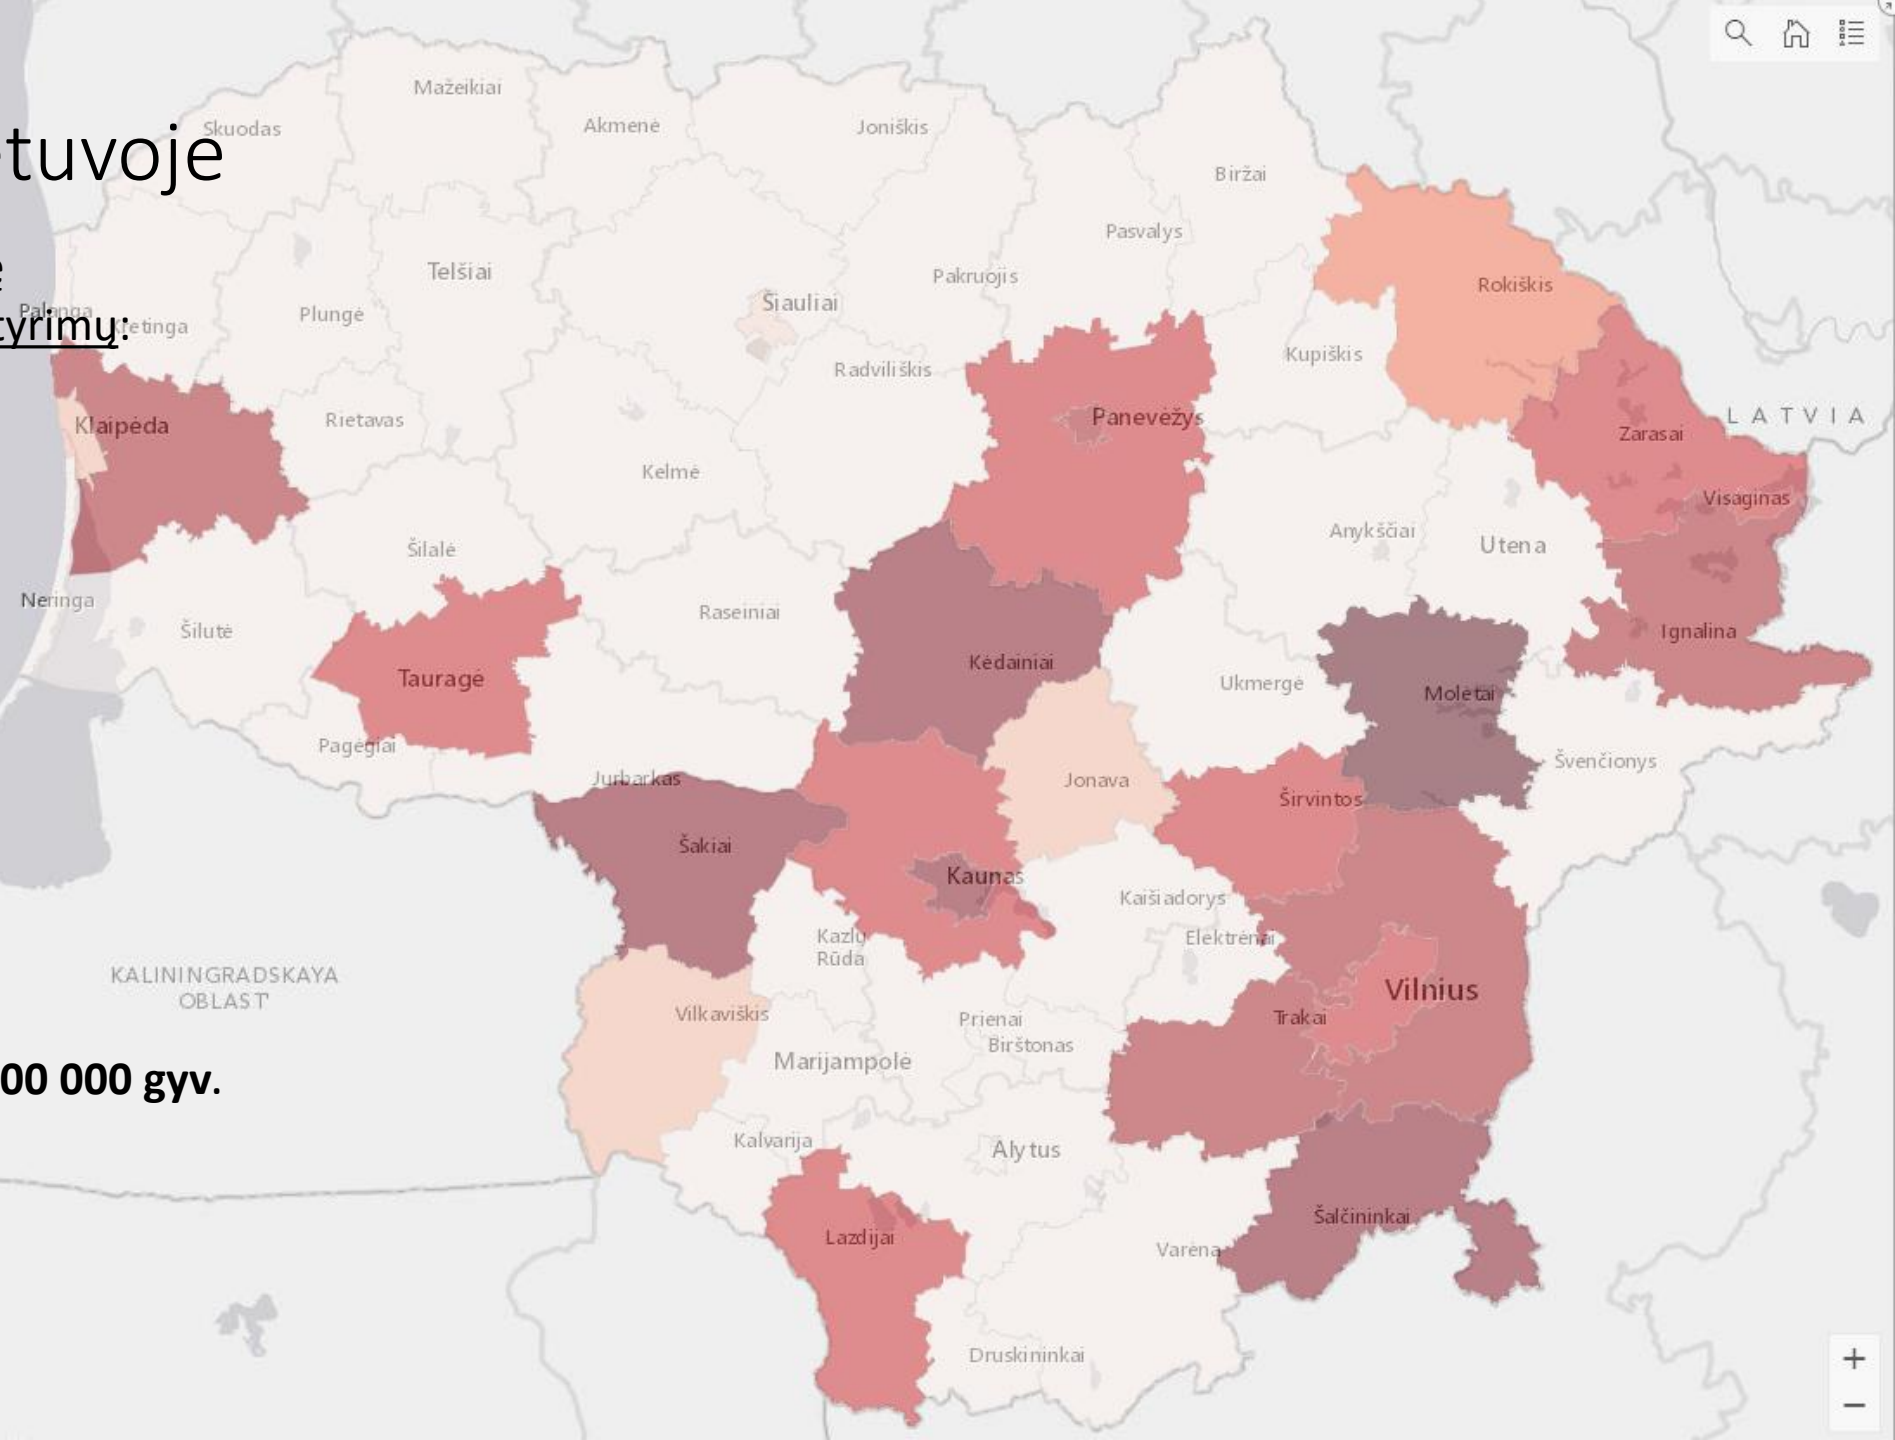 tuvoje
tyrimų:
00 000 gyv.
Mažeikiai
Skuodas
Akmenė
Joniškis
Biržai
Pasvalys
Telšiai
Pakruojis
Rokiškis
Šiauliai
Palanga
Plungė
Kretinga
Kupiškis
Radviliškis
LATVIA
Panevėžys
Rietavas
Klaipėda
Zarasai
Kelmė
Visaginas
Anykščiai
Utena
Šilalė
Neringa
Raseiniai
Šilutė
Ignalina
Kėdainiai
Tauragė
Ukmergė
Molėtai
Pagėgiai
Švenčionys
Jurbarkas
Jonava
Širvintos
Šakiai
Kaunas
Kaišiadorys
Kazlų
Rūda
Elektrėnai
KALININGRADSKAYA
OBLAST'
Vilnius
Vilkaviškis
Trakai
Prienai
Birštonas
Marijampolė
Kalvarija
Alytus
Šalčininkai
Lazdijai
Varėna
Druskininkai